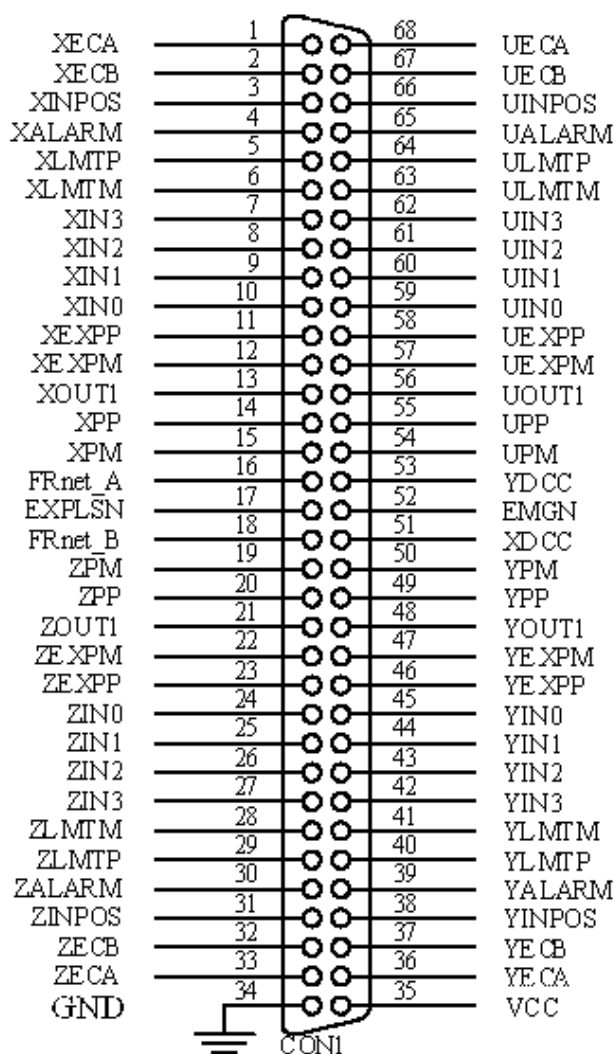 XECA 1 68 UECA
XECB 2 67 UECB
XINPOS 3 66 UINPOS
XALARM 4 65 UALARM
XLMTP 5 64 ULMTP
XLMTM 6 63 ULMTM
XIN3 7 62 UIN3
XIN2 8 61 UIN2
XIN1 9 60 UIN1
XIN0 10 59 UIN0
XEXPP 11 58 UEXPP
XEXPM 12 57 UEXPM
XOUT1 13 56 UOUT1
XPP 14 55 UPP
XPM 15 54 UPM
FRnet_A 16 53 YDCC
EXPLSN 17 52 EMGN
FRnet_B 18 51 XDCC
ZPM 19 50 YPM
ZPP 20 49 YPP
ZOUT1 21 48 YOUT1
ZEXPM 22 47 YEXPM
ZEXPP 23 46 YEXPP
ZIN0 24 45 YIN0
ZIN1 25 44 YIN1
ZIN2 26 43 YIN2
ZIN3 27 42 YIN3
ZLMTM 28 41 YLMTM
ZLMTP 29 40 YLMTP
ZALARM 30 39 YALARM
ZINPOS 31 38 YINPOS
ZECB 32 37 YECB
ZECA 33 36 YECA
GND 34 35 VCC
CON1